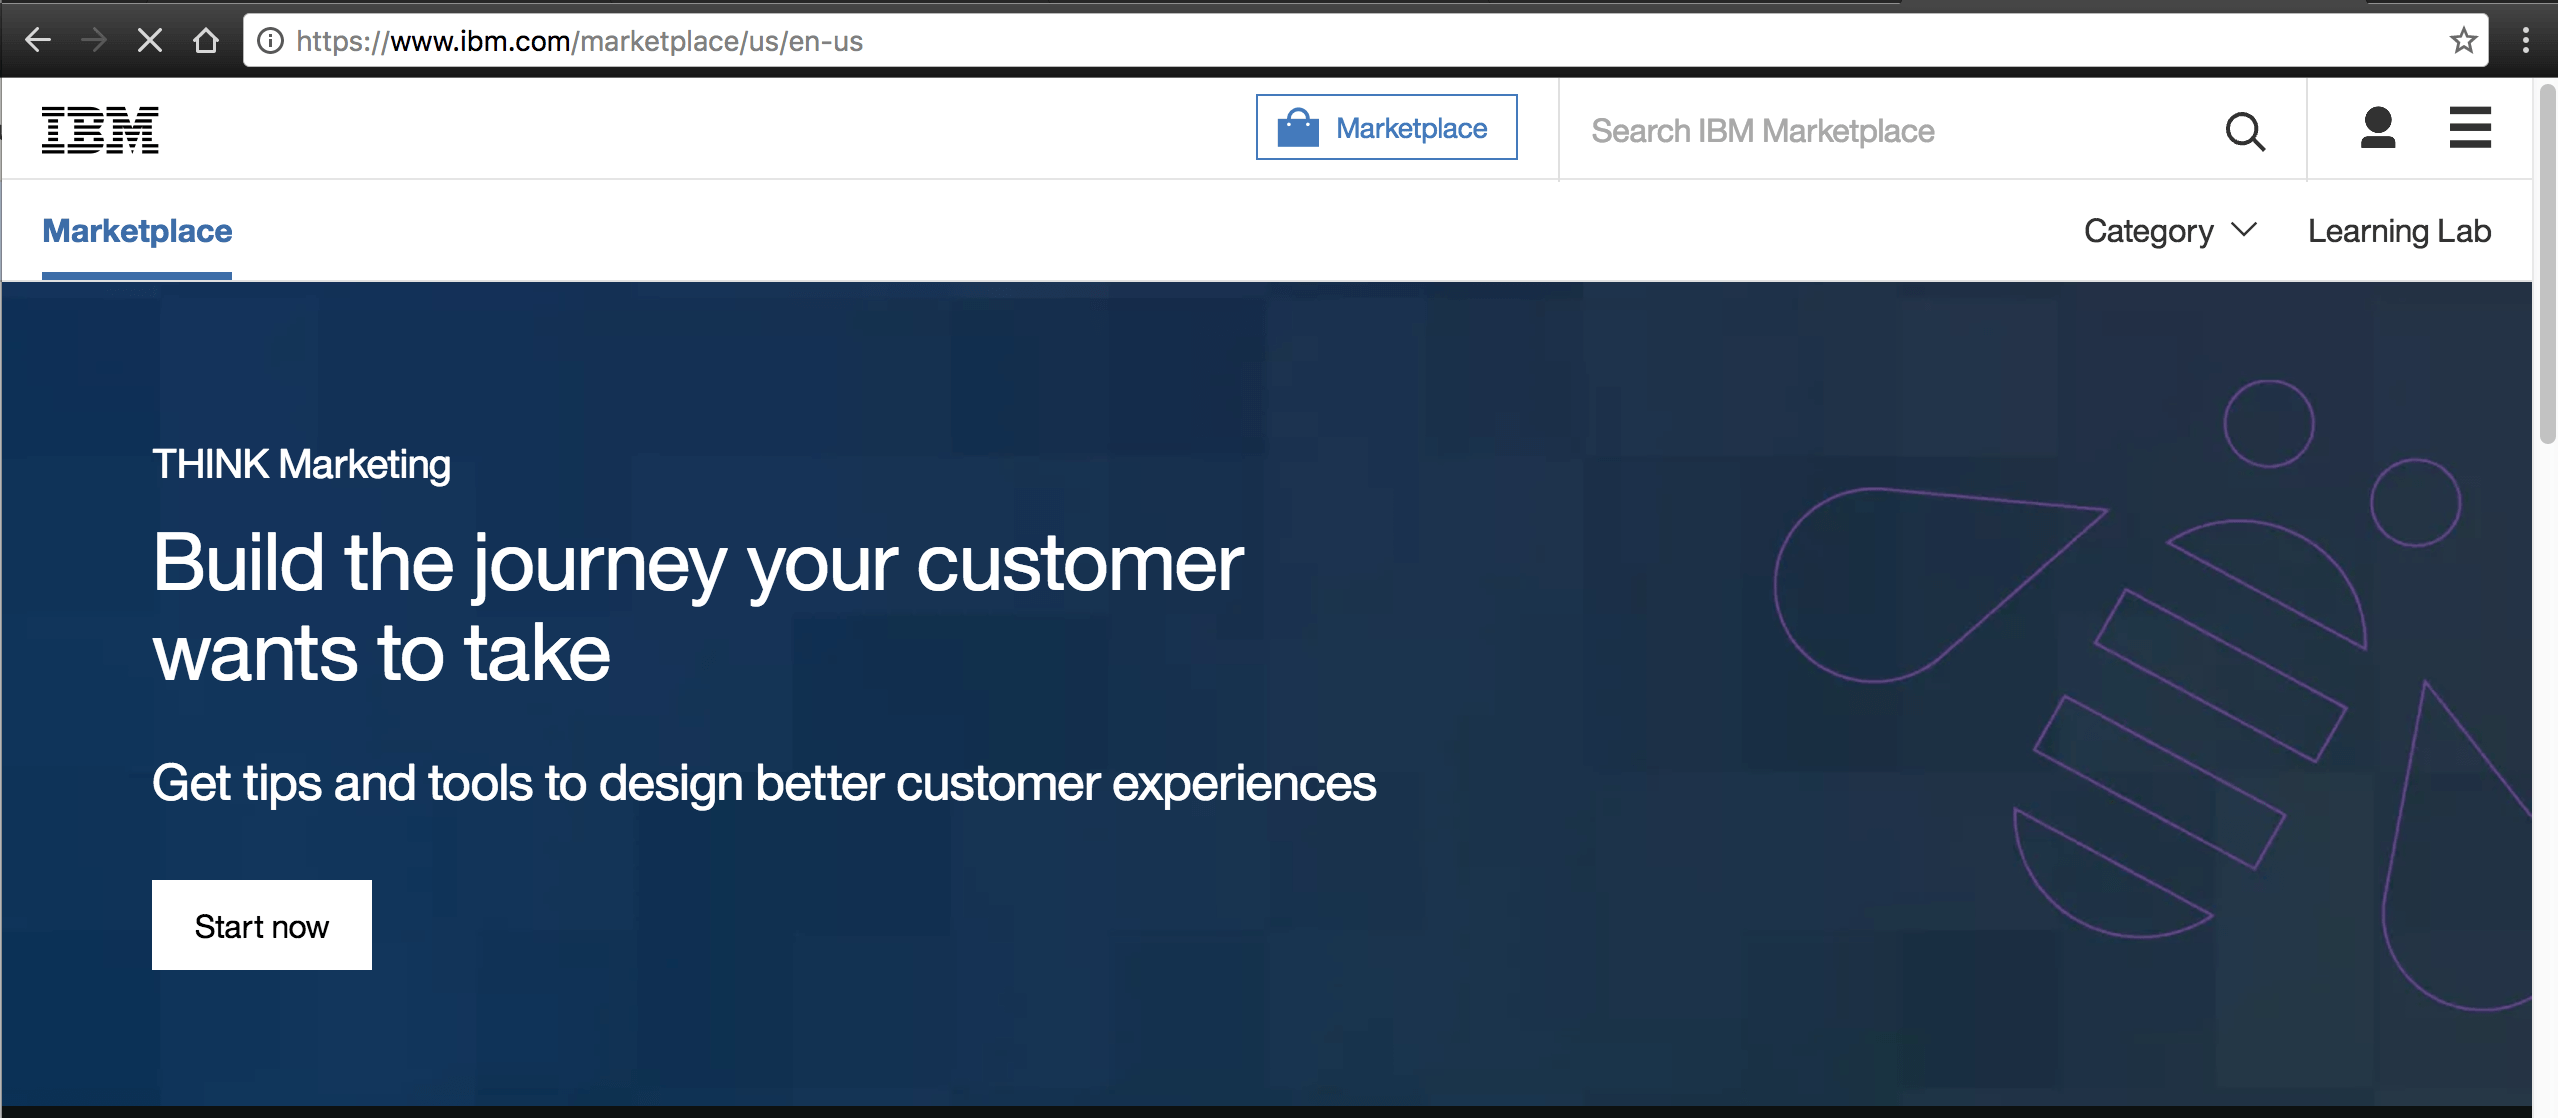 https://www.ibm.com/marketplace/us/en-us
IBM
Marketplace
Search IBM Marketplace
Marketplace
Category
Learning Lab
THINK Marketing
Build the journey your customer
wants to take
Get tips and tools to design better customer experiences
Start now